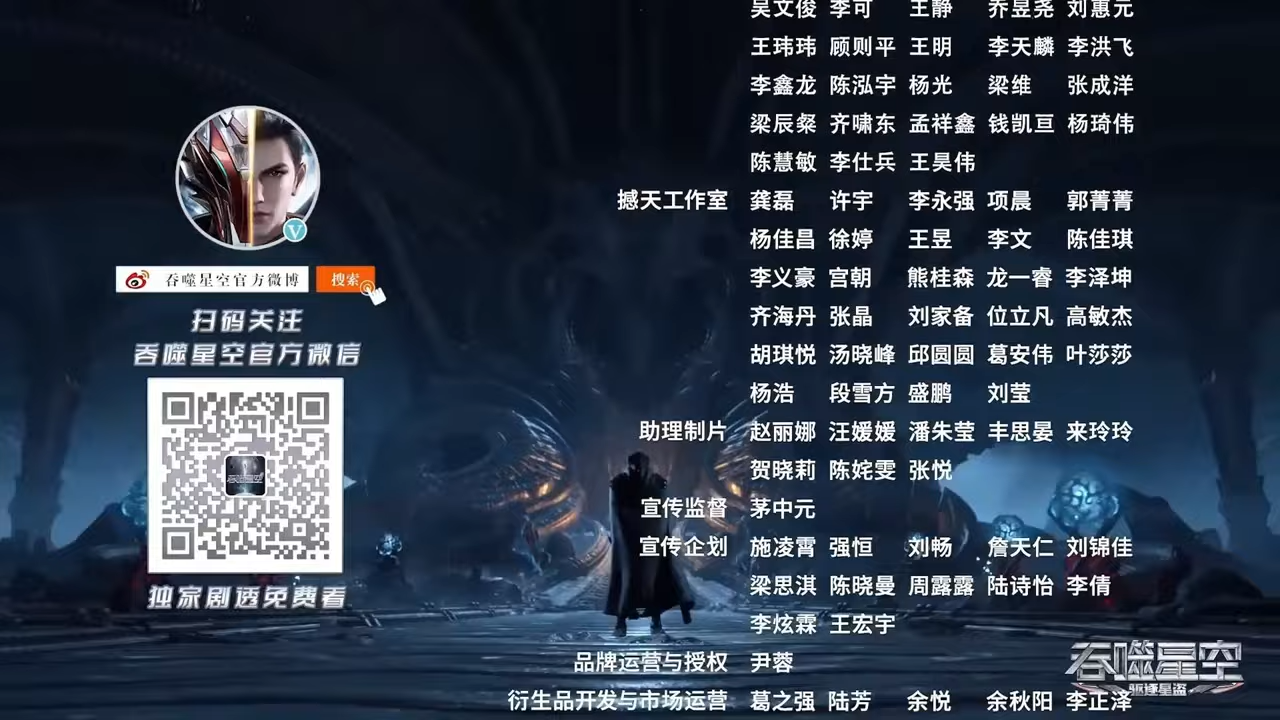 吴文俊 李可 王静 乔昱尧 刘惠元
王玮玮 顾则平 王明 李天麟 李洪飞
李鑫龙 陈泓宇 杨光 梁维 张成洋
梁辰粲 齐啸东 孟祥鑫 钱凯亘 杨琦伟
陈慧敏 李仕兵 王昊伟
撼天工作室 龚磊 许宇 李永强 项晨 郭菁菁
杨佳昌 徐婷 王昱 李文 陈佳琪
李义豪 宫朝 熊桂森 龙一睿 李泽坤
齐海丹 张晶 刘家备 位立凡 高敏杰
胡琪悦 汤晓峰 邱圆圆 葛安伟 叶莎莎
杨浩 段雪方 盛鹏 刘莹
助理制片 赵丽娜 汪媛媛 潘朱莹 丰思晏 来玲玲
贺晓莉 陈姹雯 张悦
宣传监督 茅中元
宣传企划 施凌霄 强恒 刘畅 詹天仁 刘锦佳
梁思淇 陈晓曼 周露露 陆诗怡 李倩
李炫霖 王宏宇
品牌运营与授权 尹蓉
衍生品开发与市场运营 葛之强 陆芳 余悦 余秋阳 李正泽
V
吞噬星空官方微博 搜索
扫码关注
吞噬星空官方微信
吞噬星空
独家剧透免费看
吞噬星空
驱逐星盗